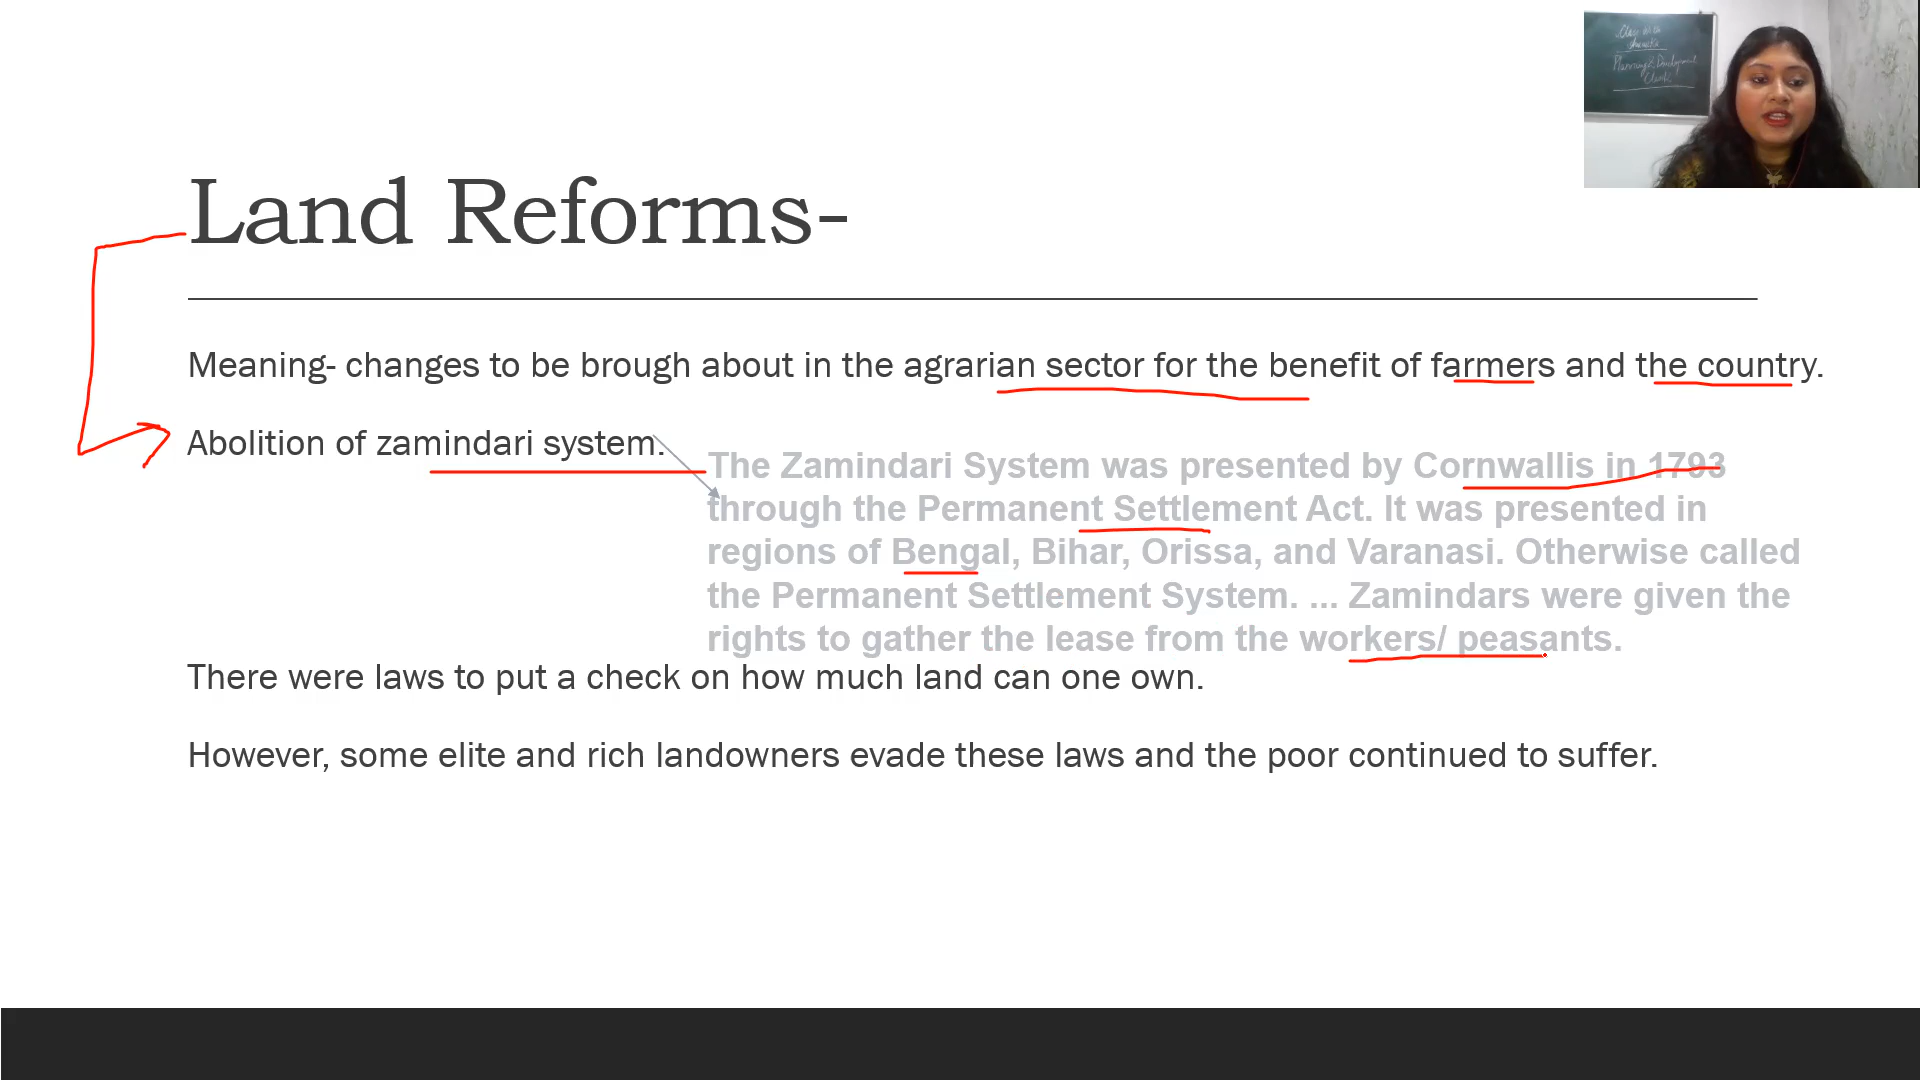 Class with
Planning & Development
Land Reforms-
Meaning- changes to be brough about in the agrarian sector for the benefit of farmers and the country.
Abolition of zamindari system.
The Zamindari System was presented by Cornwallis in 1793
through the Permanent Settlement Act. It was presented in
regions of Bengal, Bihar, Orissa, and Varanasi. Otherwise called
the Permanent Settlement System. ... Zamindars were given the
rights to gather the lease from the workers/ peasants.
There were laws to put a check on how much land can one own.
However, some elite and rich landowners evade these laws and the poor continued to suffer.